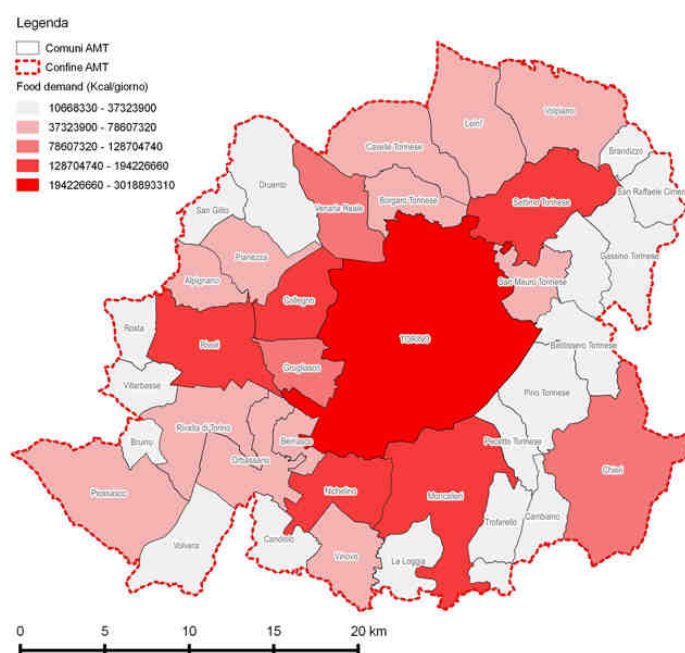 Legenda
Comuni AMT
Confine AMT
Food demand (Kcal/giorno)
10668330 - 37323900
37323900 - 78607320
78607320 - 128704740
128704740 - 194226660
194226660 - 3018893310
Volpiano
Leinì
Caselle Torinese
Brandizzo
Druento
San Raffaele Cimen
Borgaro Torinese
Settimo Torinese
Venaria Reale
San Gillio
Pianezza
Gassino Torinese
Alpignano
San Mauro Torinese
Collegno
Rosta
Rivoli
TORINO
Baldissero Torinese
Grugliasco
Villarbasse
Pino Torinese
Rivalta di Torino
Bruino
Beinasco
Pecetto Torinese
Orbassano
Chieri
Piossasco
Nichelino
Moncalieri
Cambiano
Trofarello
Candiolo
Volvera
Vinovo
La Loggia
0 5 10 15 20 km